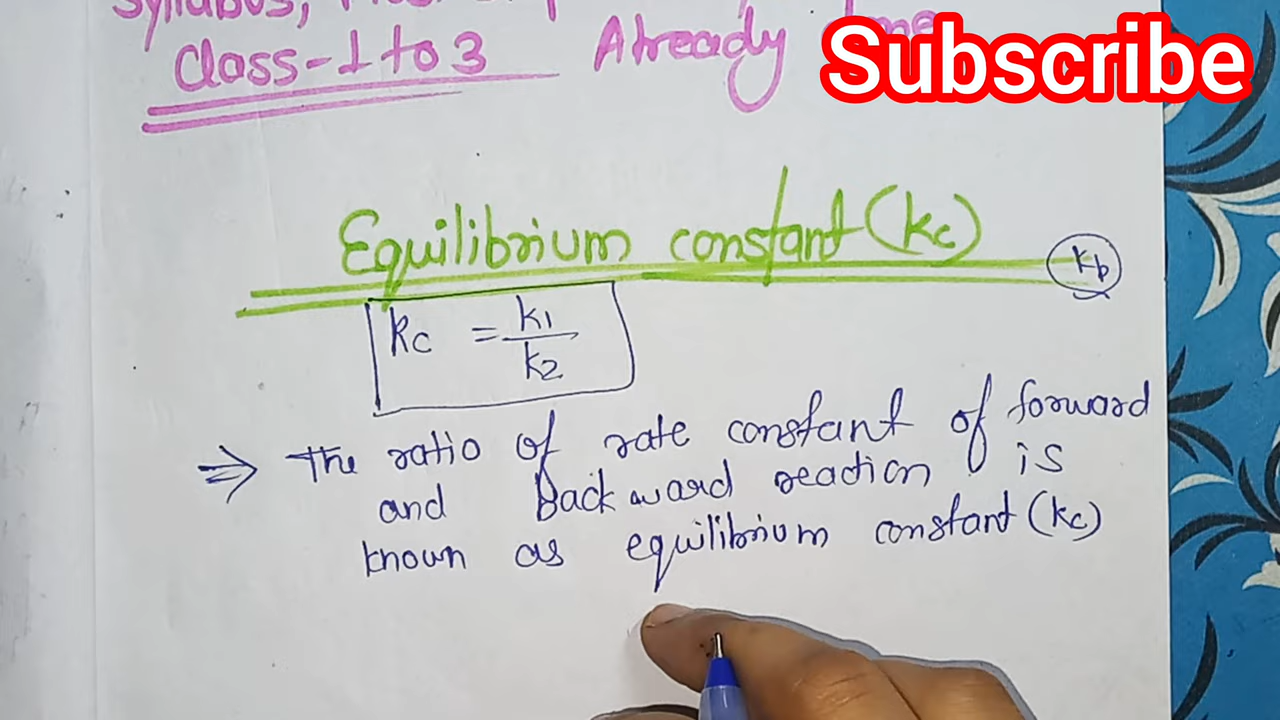 Syllabus,
Class-1 to 3 Already
Subscribe
Equilibrium constant (Kc)
Kb
Kc = K1/K2
⇒ The ratio of rate constant of forward
and Backward reaction is
known as equilibrium constant (Kc)